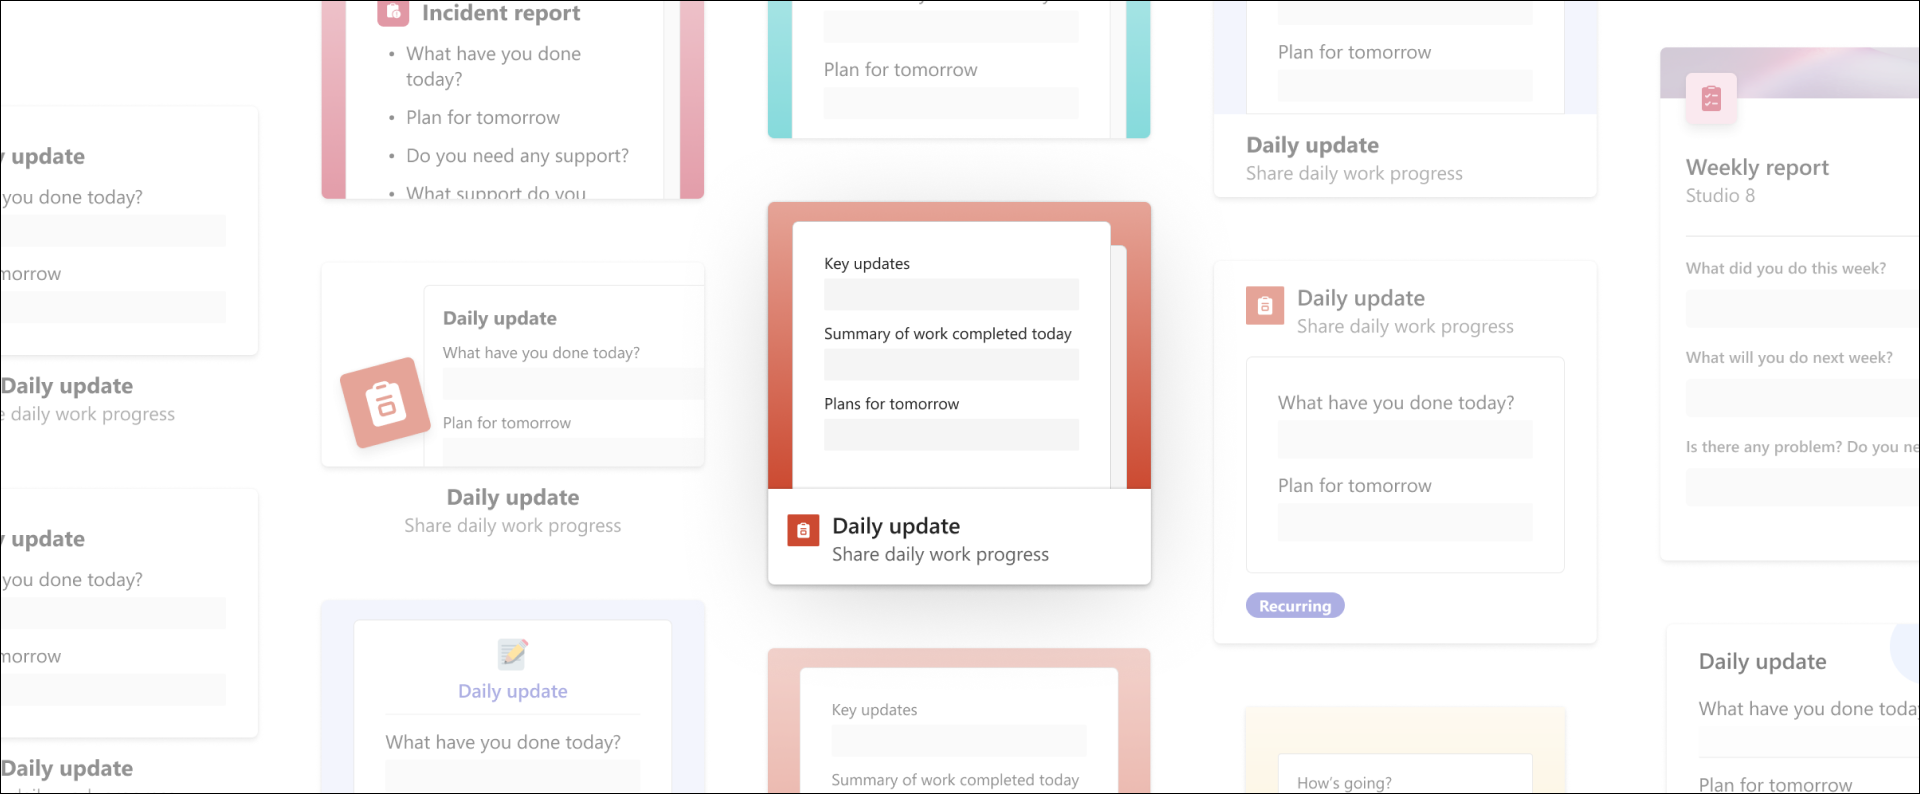 update
you done today?
morrow
Daily update
daily work progress
update
you done today?
morrow
Daily update
Incident report
• What have you done
today?
• Plan for tomorrow
• Do you need any support?
• What support do you
Daily update
What have you done today?
Plan for tomorrow
Daily update
Share daily work progress
Daily update
What have you done today?
Plan for tomorrow
Key updates
Summary of work completed today
Plans for tomorrow
Daily update
Share daily work progress
Key updates
Summary of work completed today
Plan for tomorrow
Daily update
Share daily work progress
Daily update
Share daily work progress
What have you done today?
Plan for tomorrow
Recurring
How's going?
Weekly report
Studio 8
What did you do this week?
What will you do next week?
Is there any problem? Do you ne
Daily update
What have you done toda
Plan for tomorrow